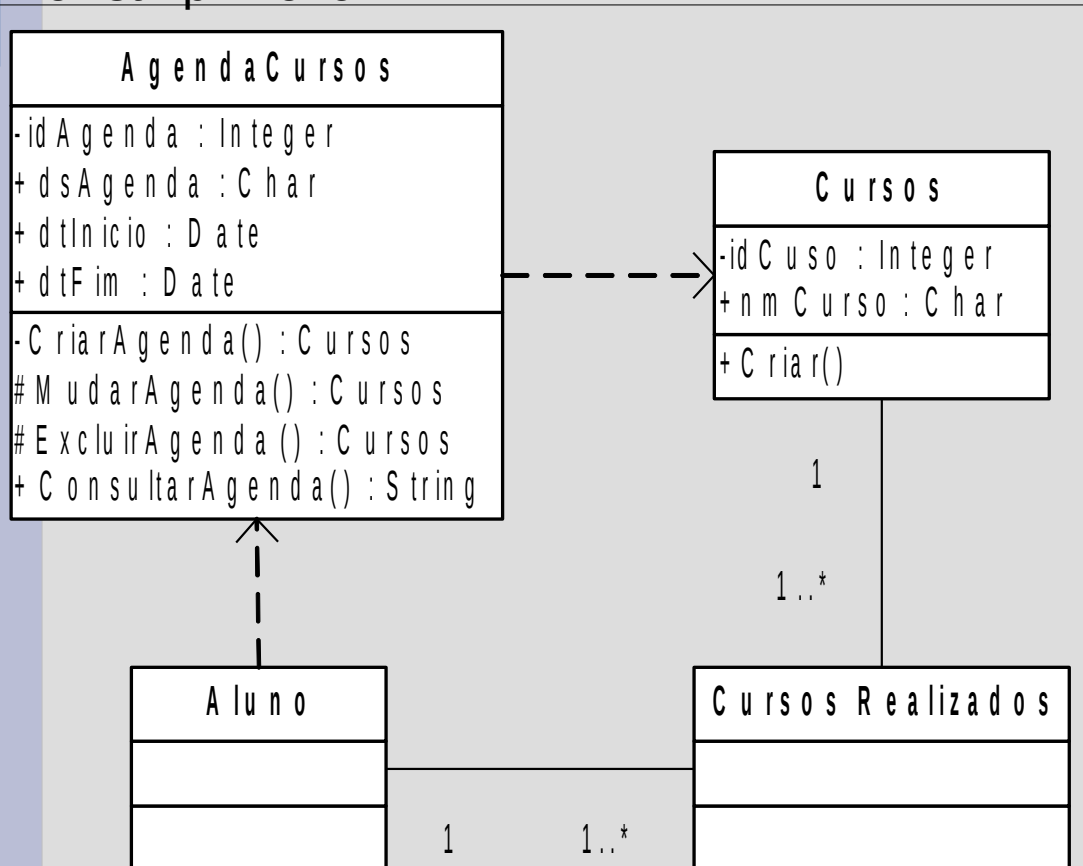 AgendaCursos
-idAgenda : Integer
+dsAgenda : Char
+dtInicio : Date
+dtFim : Date
-CriarAgenda() : Cursos
#MudarAgenda() : Cursos
#ExcluirAgenda() : Cursos
+ConsultarAgenda() : String
Cursos
-idCuso : Integer
+nmCurso : Char
+Criar()
1
1..*
Aluno
Cursos Realizados
1
1..*